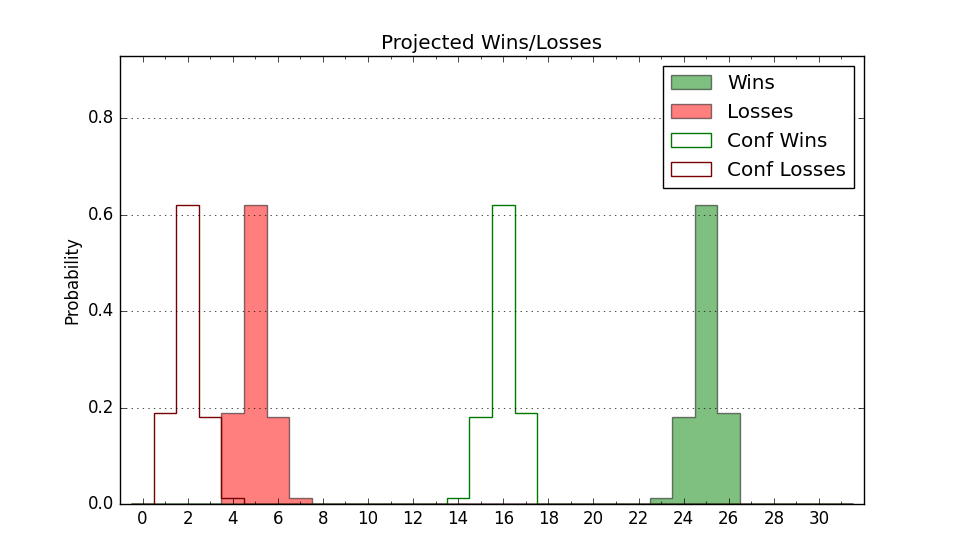 Projected Wins/Losses
Wins
Losses
Conf Wins
Conf Losses
Probability
0.8
0.6
0.4
0.2
0.0
0 2 4 6 8 10 12 14 16 18 20 22 24 26 28 30